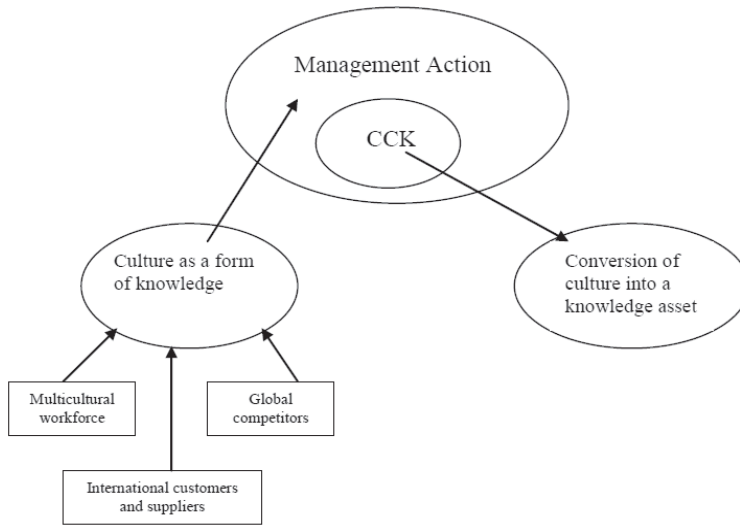 Management Action
CCK
Culture as a form
of knowledge
Conversion of
culture into a
knowledge asset
Multicultural
workforce
Global
competitors
International customers
and suppliers